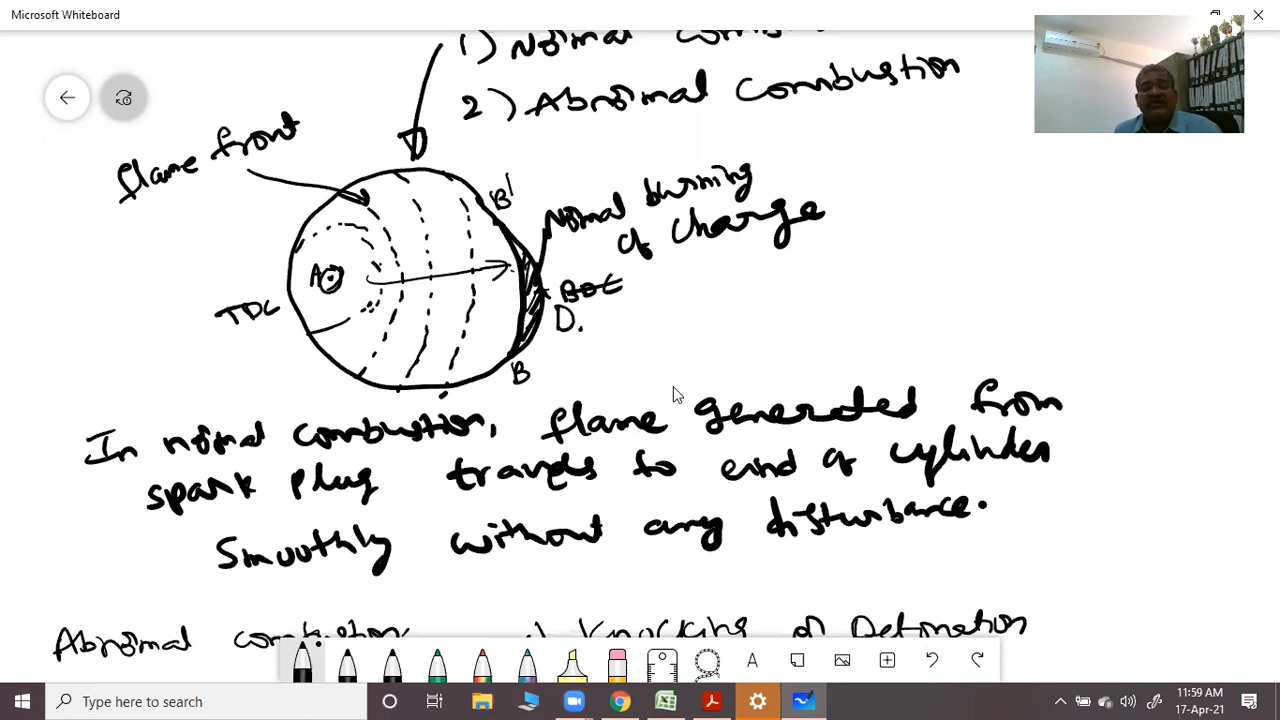 Microsoft Whiteboard
1) Normal
2) Abnormal Combustion
flame front
B'
Normal burning
of charge
A
BDC
TDC
D.
B
In normal combustion, flame generated from
spark plug travels to end of cylinder
Smoothly without any disturbance.
Abnormal combustion 1) Knocking or Detonation
Type here to search
11:59 AM
17-Apr-21